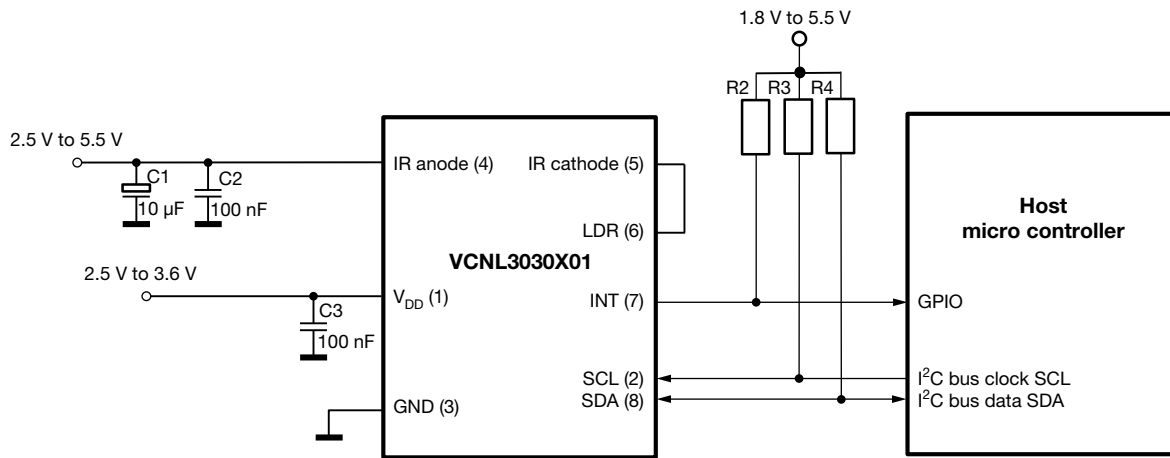 1.8 V to 5.5 V
R2 R3 R4
2.5 V to 5.5 V
C1
10 µF
C2
100 nF
2.5 V to 3.6 V
C3
100 nF
IR anode (4)
IR cathode (5)
LDR (6)
VCNL3030X01
V_DD (1)
INT (7)
SCL (2)
GND (3)
SDA (8)
Host
micro controller
GPIO
I²C bus clock SCL
I²C bus data SDA